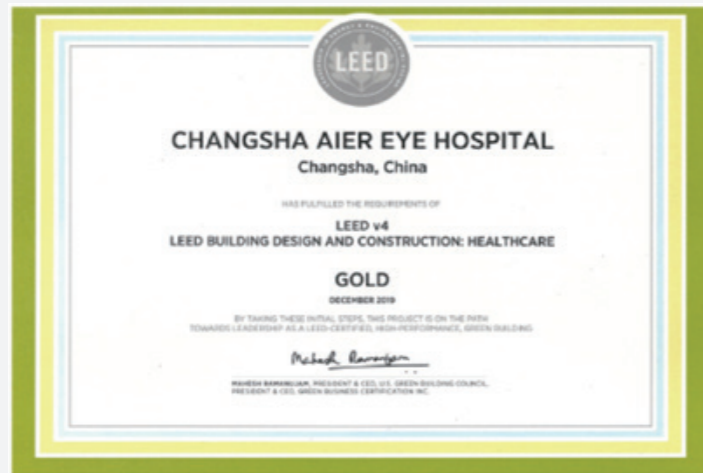 LEED
CHANGSHA AIER EYE HOSPITAL
Changsha, China
HAS FULFILLED THE REQUIREMENTS OF
LEED v4
LEED BUILDING DESIGN AND CONSTRUCTION: HEALTHCARE
GOLD
DECEMBER 2019
BY TAKING THESE INITIAL STEPS, THIS PROJECT IS ON THE PATH
TOWARDS LEADERSHIP AS A LEED-CERTIFIED, HIGH-PERFORMANCE, GREEN BUILDING.
Mahesh Ramanujam
MAHESH RAMANUJAM, PRESIDENT & CEO, U.S. GREEN BUILDING COUNCIL,
PRESIDENT & CEO, GREEN BUSINESS CERTIFICATION INC.